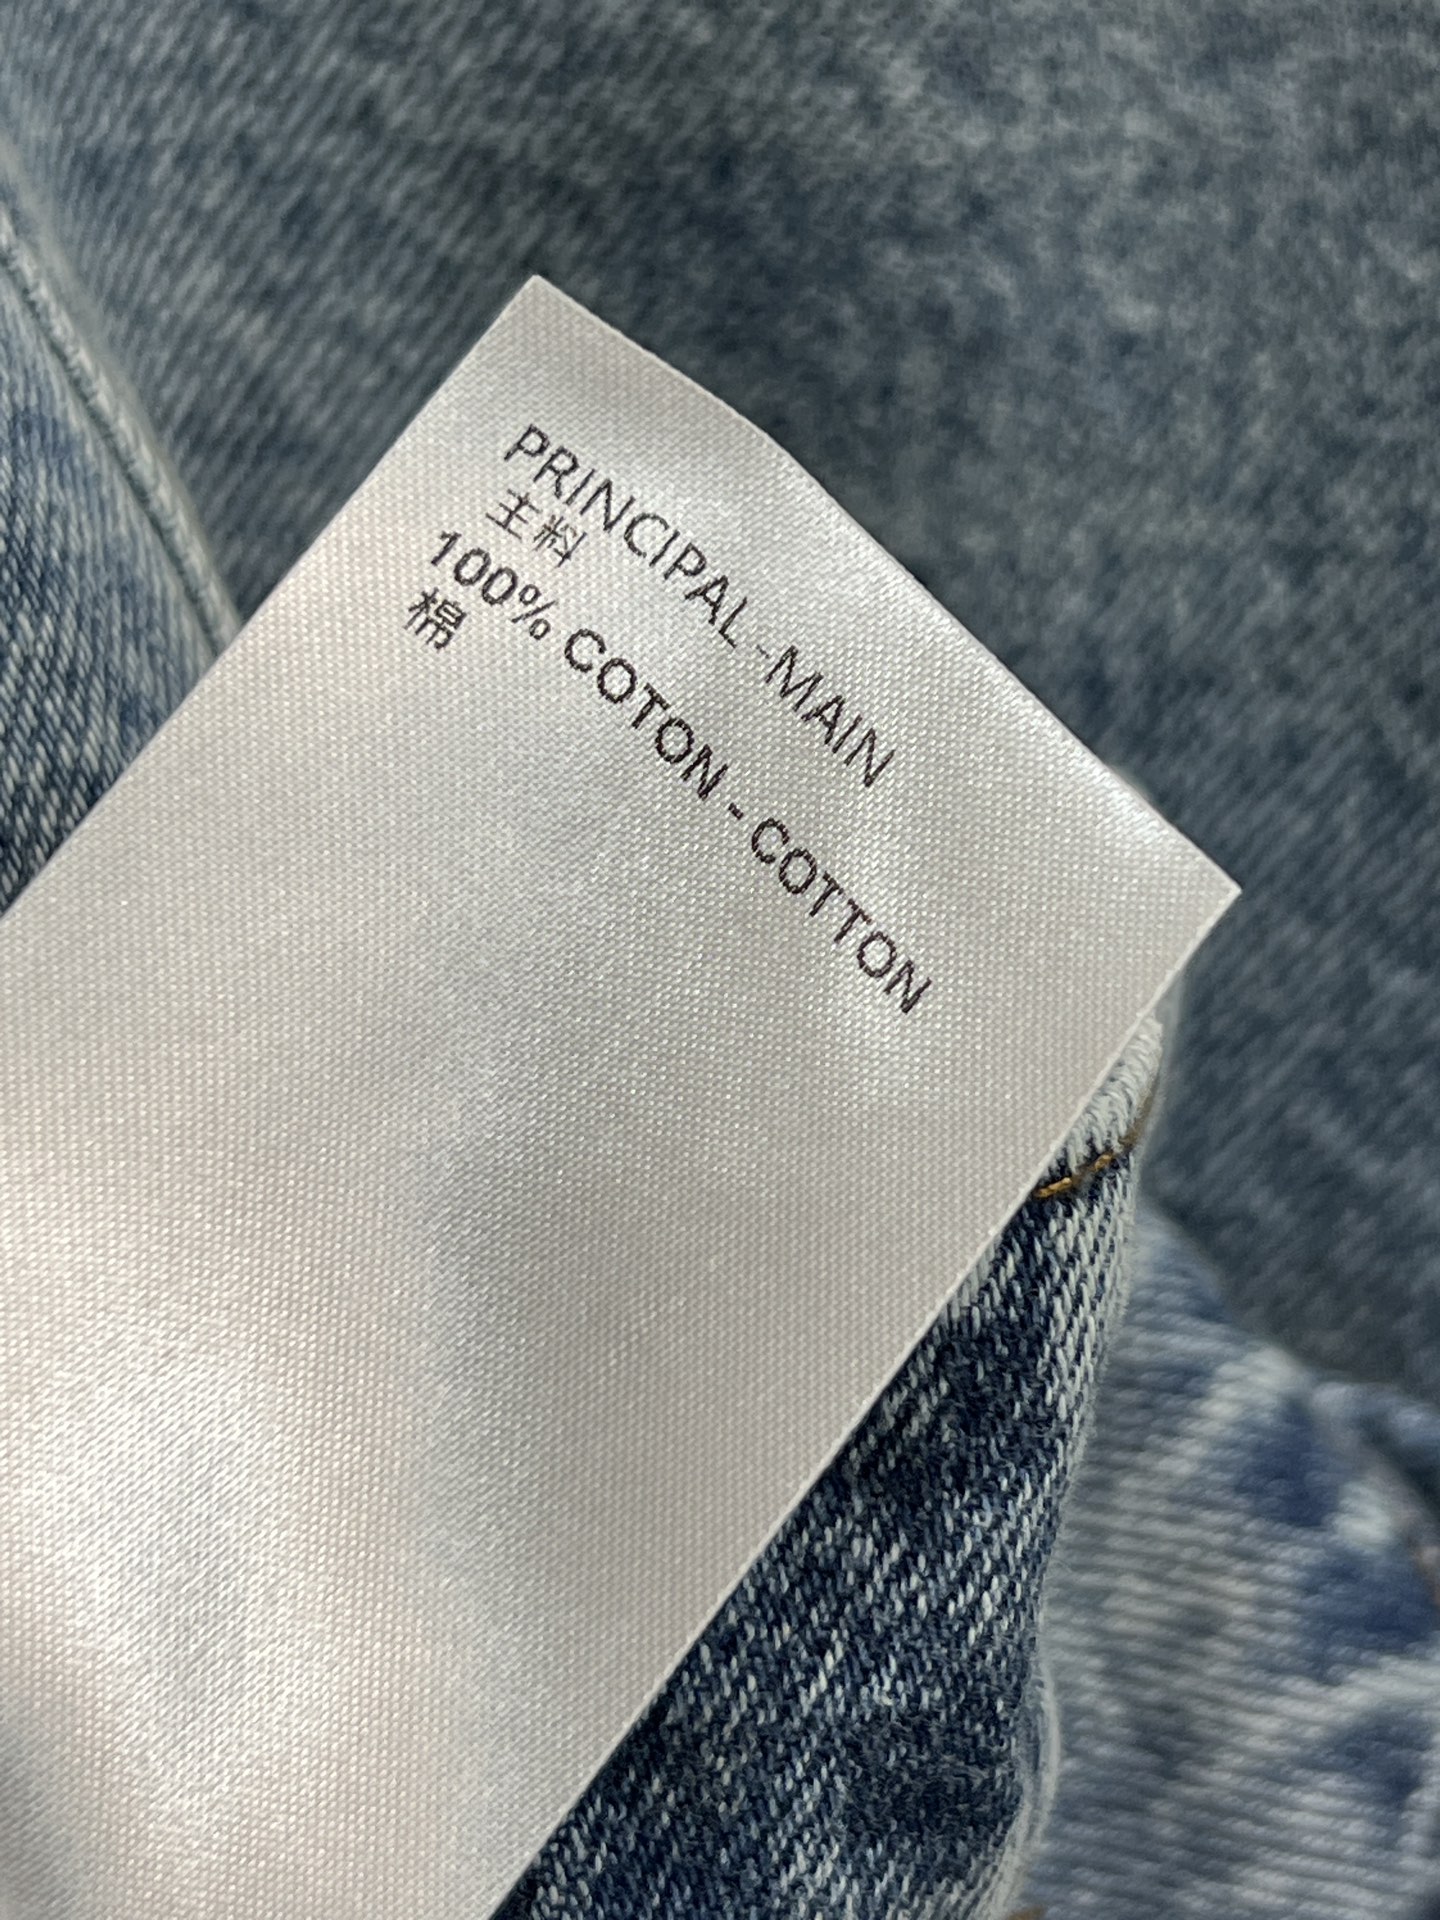 PRINCIPAL - MAIN
主料
100% COTON - COTTON
棉